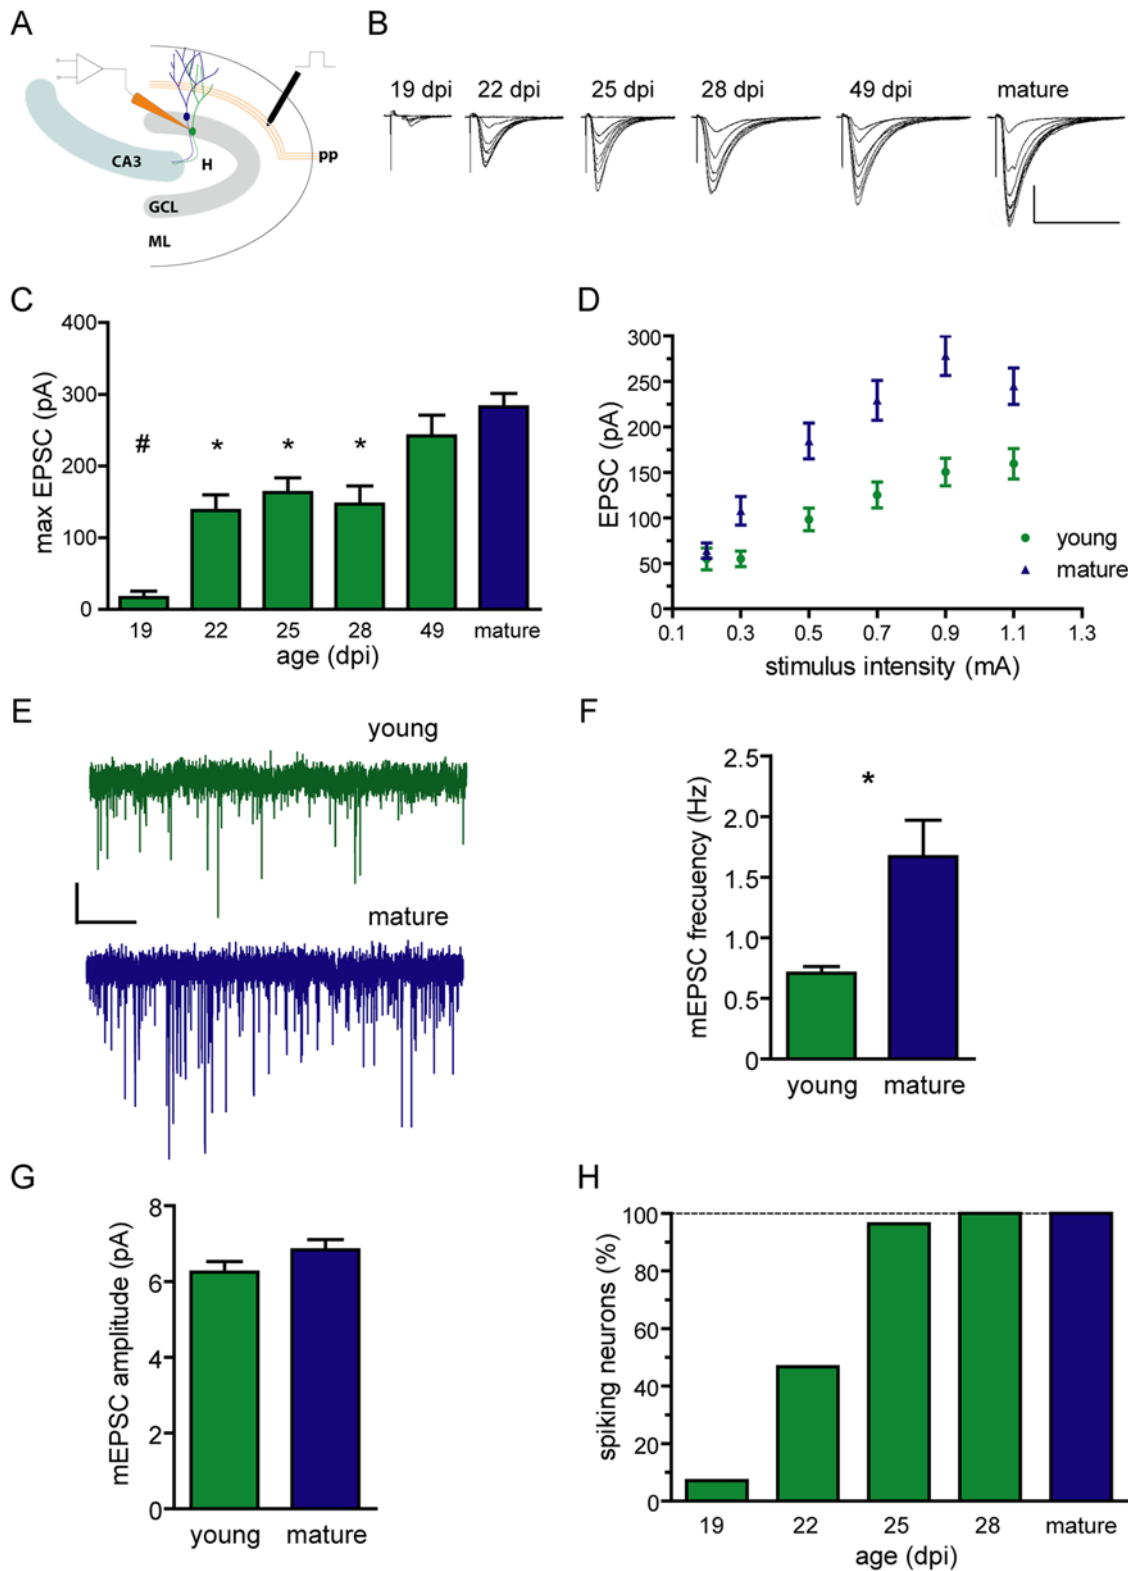 A
CA3
H
GCL
ML
pp
B
19 dpi 22 dpi 25 dpi 28 dpi 49 dpi mature
C
max EPSC (pA)
400
300
200
100
0
# * * *
19 22 25 28 49 mature
age (dpi)
D
EPSC (pA)
300
250
200
150
100
50
0
young
mature
0.1 0.3 0.5 0.7 0.9 1.1 1.3
stimulus intensity (mA)
E
young
mature
F
mEPSC frecuency (Hz)
2.5
2.0
1.5
1.0
0.5
0
*
young mature
G
mEPSC amplitude (pA)
8
6
4
2
0
young mature
H
spiking neurons (%)
100
80
60
40
20
0
19 22 25 28 mature
age (dpi)